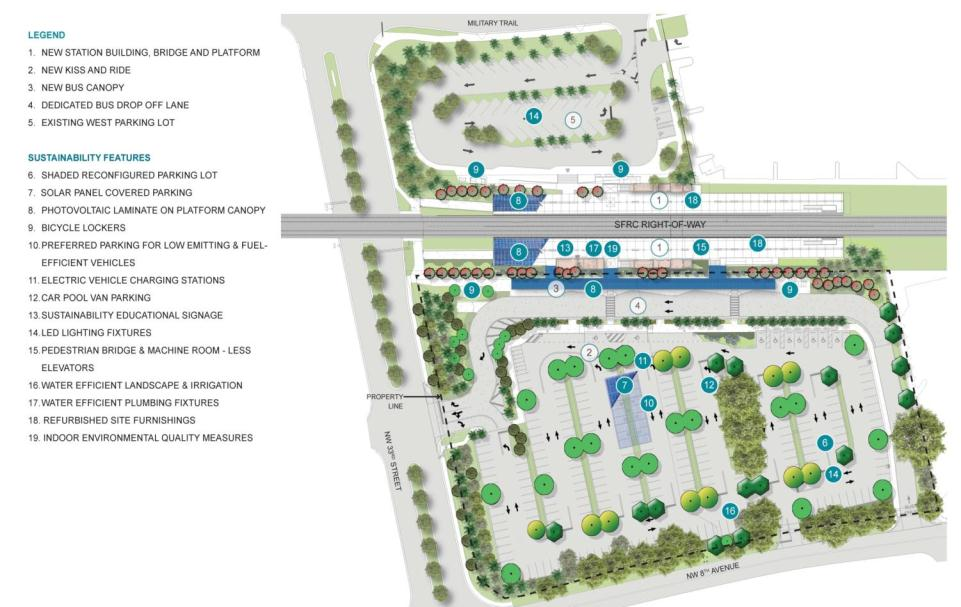 LEGEND
1. NEW STATION BUILDING, BRIDGE AND PLATFORM
2. NEW KISS AND RIDE
3. NEW BUS CANOPY
4. DEDICATED BUS DROP OFF LANE
5. EXISTING WEST PARKING LOT
SUSTAINABILITY FEATURES
6. SHADED RECONFIGURED PARKING LOT
7. SOLAR PANEL COVERED PARKING
8. PHOTOVOLTAIC LAMINATE ON PLATFORM CANOPY
9. BICYCLE LOCKERS
10. PREFERRED PARKING FOR LOW EMITTING & FUEL-
EFFICIENT VEHICLES
11. ELECTRIC VEHICLE CHARGING STATIONS
12. CAR POOL VAN PARKING
13. SUSTAINABILITY EDUCATIONAL SIGNAGE
14. LED LIGHTING FIXTURES
15. PEDESTRIAN BRIDGE & MACHINE ROOM - LESS
ELEVATORS
16. WATER EFFICIENT LANDSCAPE & IRRIGATION
17. WATER EFFICIENT PLUMBING FIXTURES
18. REFURBISHED SITE FURNISHINGS
19. INDOOR ENVIRONMENTAL QUALITY MEASURES
MILITARY TRAIL
14
5
9
9
8
1
18
SFRC RIGHT-OF-WAY
8
13
17
19
1
15
18
9
3
8
9
4
2
11
7
12
10
PROPERTY
LINE
6
14
16
NW 33RD STREET
NW 8TH AVENUE